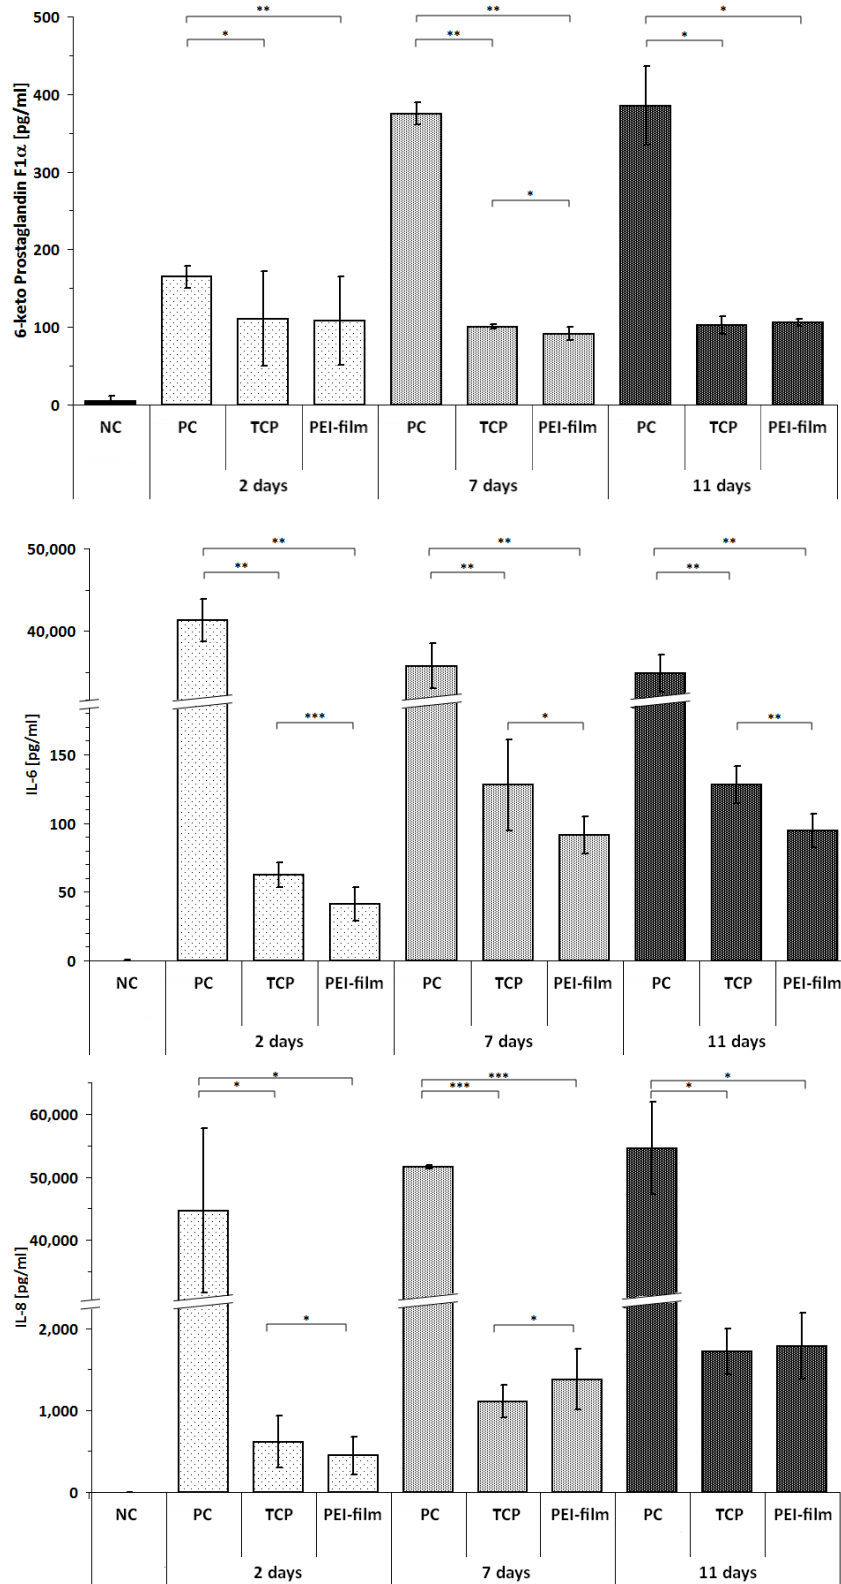 500
400
300
200
100
0
6-keto Prostaglandin F1α [pg/ml]
** ** *
* ** *
*
NC PC TCP PEI-film PC TCP PEI-film PC TCP PEI-film
2 days 7 days 11 days
50,000
40,000
150
100
50
0
IL-6 [pg/ml]
** ** **
** ** **
*** * **
NC PC TCP PEI-film PC TCP PEI-film PC TCP PEI-film
2 days 7 days 11 days
60,000
50,000
40,000
2,000
1,000
0
IL-8 [pg/ml]
* *** *
* *** *
* *
NC PC TCP PEI-film PC TCP PEI-film PC TCP PEI-film
2 days 7 days 11 days